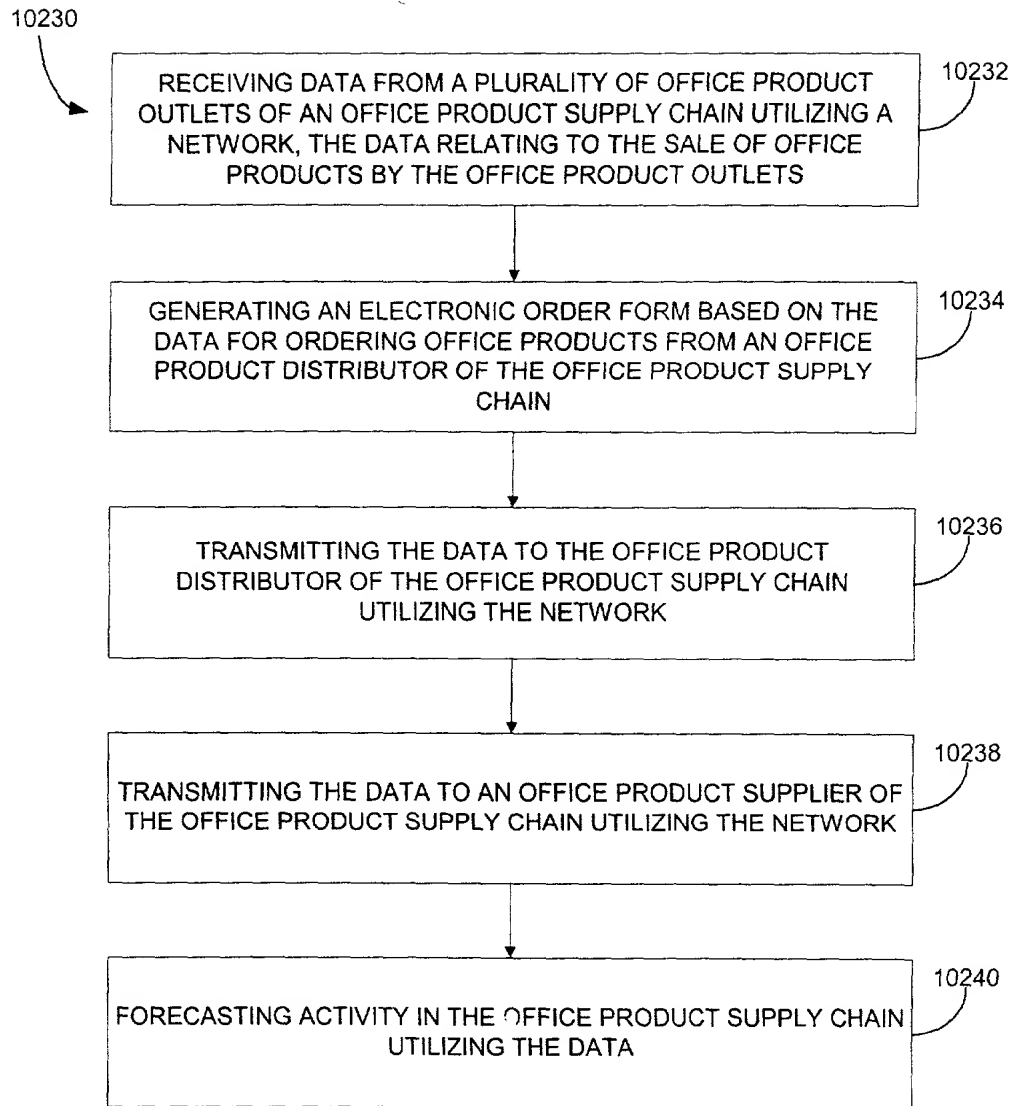 10230
RECEIVING DATA FROM A PLURALITY OF OFFICE PRODUCT
OUTLETS OF AN OFFICE PRODUCT SUPPLY CHAIN UTILIZING A
NETWORK, THE DATA RELATING TO THE SALE OF OFFICE
PRODUCTS BY THE OFFICE PRODUCT OUTLETS
10232
GENERATING AN ELECTRONIC ORDER FORM BASED ON THE
DATA FOR ORDERING OFFICE PRODUCTS FROM AN OFFICE
PRODUCT DISTRIBUTOR OF THE OFFICE PRODUCT SUPPLY
CHAIN
10234
TRANSMITTING THE DATA TO THE OFFICE PRODUCT
DISTRIBUTOR OF THE OFFICE PRODUCT SUPPLY CHAIN
UTILIZING THE NETWORK
10236
TRANSMITTING THE DATA TO AN OFFICE PRODUCT SUPPLIER OF
THE OFFICE PRODUCT SUPPLY CHAIN UTILIZING THE NETWORK
10238
FORECASTING ACTIVITY IN THE OFFICE PRODUCT SUPPLY CHAIN
UTILIZING THE DATA
10240